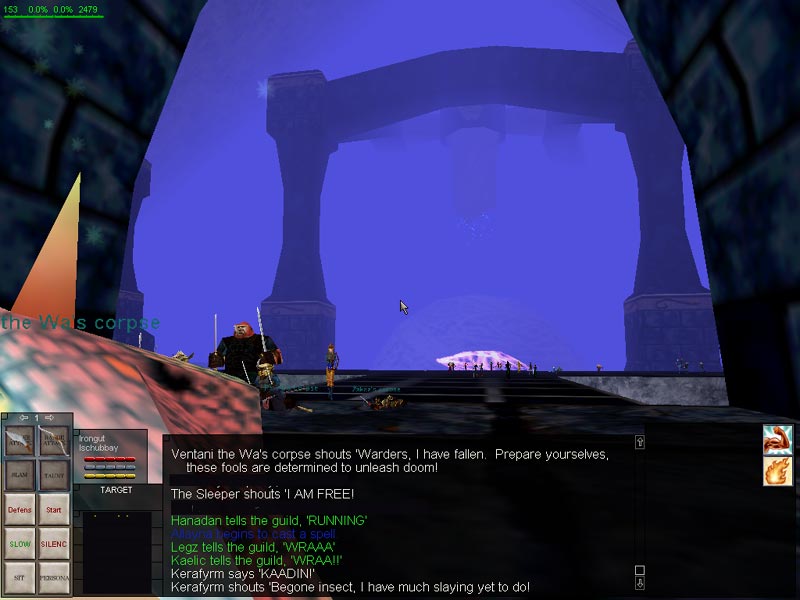 153 0.0% 0.0% 2479
the Wa's corpse
1
Irongut
Ischubbay
TARGET
SLAM
TAUNT
Defens
Start
SLOW
SILENC
SIT
PERSONA
Ventani the Wa's corpse shouts 'Warders, I have fallen. Prepare yourselves,
these fools are determined to unleash doom!
The Sleeper shouts 'I AM FREE!
Hanadan tells the guild, 'RUNNING'
Allayna begins to cast a spell.
Legz tells the guild, 'WRAAA'
Kaelic tells the guild, 'WRAA!!'
Kerafyrm says 'KAADIN!'
Kerafyrm shouts 'Begone insect, I have much slaying yet to do!